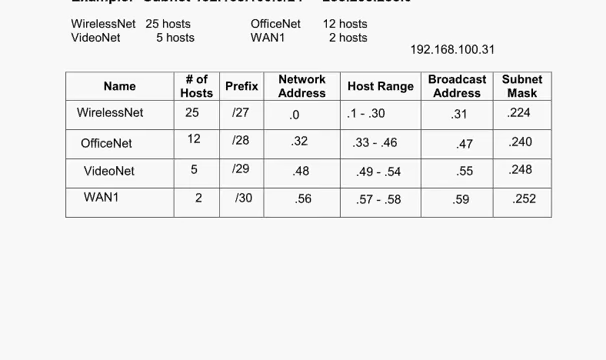 WirelessNet 25 hosts OfficeNet 12 hosts
VideoNet 5 hosts WAN1 2 hosts
192.168.100.31
Name # of Hosts Prefix Network Address Host Range Broadcast Address Subnet Mask
WirelessNet 25 /27 .0 .1 - .30 .31 .224
OfficeNet 12 /28 .32 .33 - .46 .47 .240
VideoNet 5 /29 .48 .49 - .54 .55 .248
WAN1 2 /30 .56 .57 - .58 .59 .252